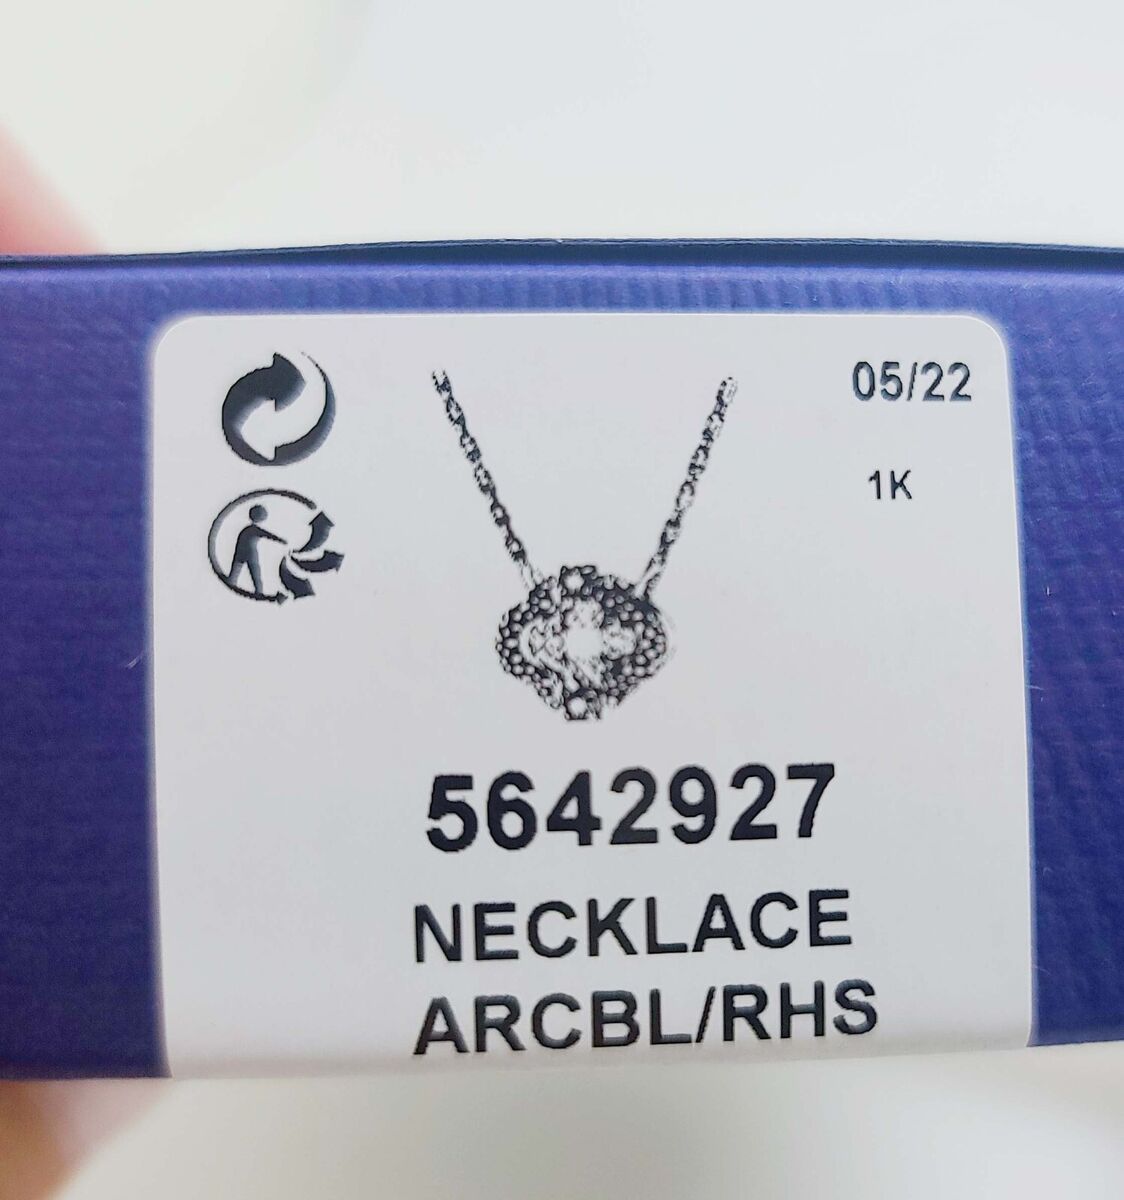 05/22
1K
5642927
NECKLACE
ARCBL/RHS